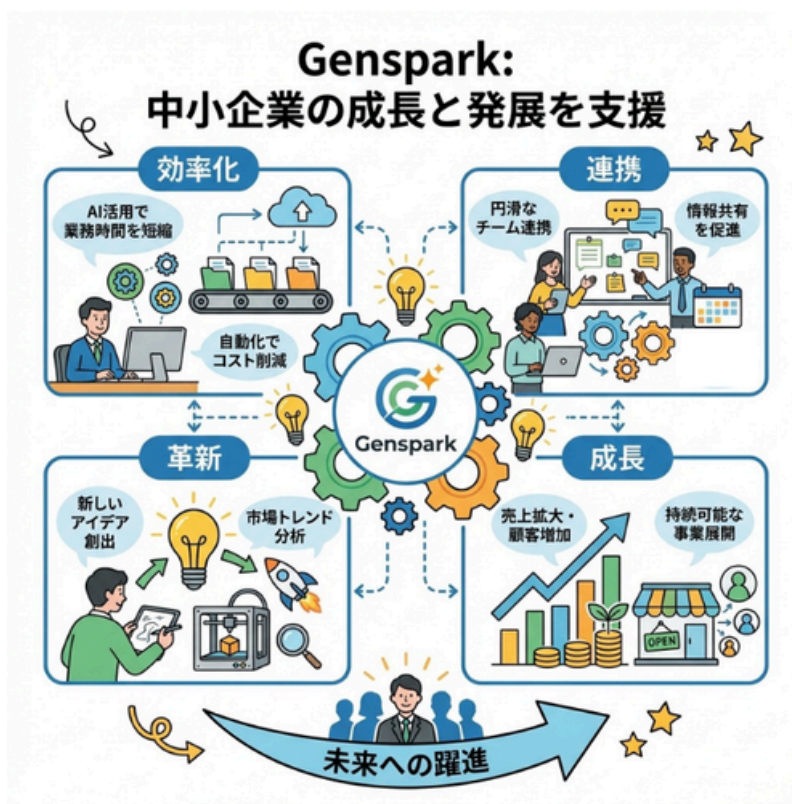 Genspark:
中小企業の成長と発展を支援
効率化
AI活用で
業務時間を短縮
自動化で
コスト削減
連携
円滑な
チーム連携
情報共有
を促進
Genspark
革新
新しい
アイデア
創出
市場トレンド
分析
成長
売上拡大・
顧客増加
持続可能な
事業展開
OPEN
未来への躍進